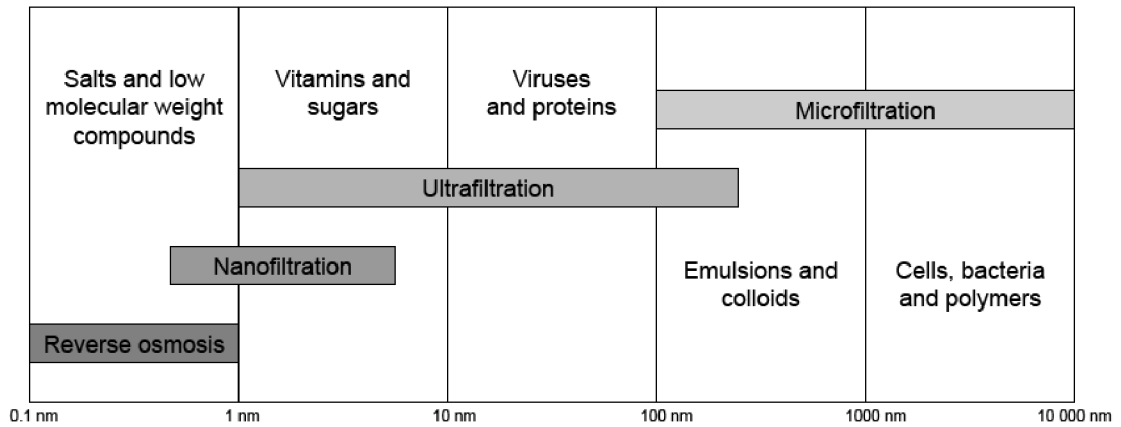 Salts and low
molecular weight
compounds
Vitamins and
sugars
Viruses
and proteins
Microfiltration
Ultrafiltration
Nanofiltration
Emulsions and
colloids
Cells, bacteria
and polymers
Reverse osmosis
0.1 nm
1 nm
10 nm
100 nm
1000 nm
10 000 nm